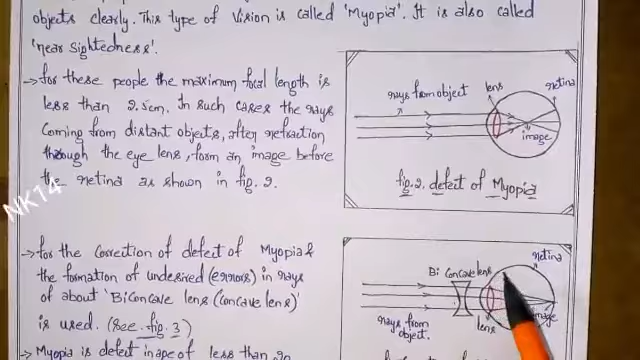 objects clearly. This type of Vision is called 'Myopia'. It is also called
'near sightedness'.
→ for these people the maximum focal length is
less than 2.5cm. In such cases the rays
Coming from distant objects, after refraction
through the eye lens, form an image before
the retina as shown in fig. 2.
rays from object
lens
retina
image
fig.2. defect of Myopia
NK14
→ for the correction of defect of Myopia &
the formation of undesired (errors) in rays
of about 'BiConcave lens (Concave lens)'
is used. (See fig. 3)
→ Myopia is defect in ape of less than 20
Bi Concave lens
retina
rays from
object.
lens
image